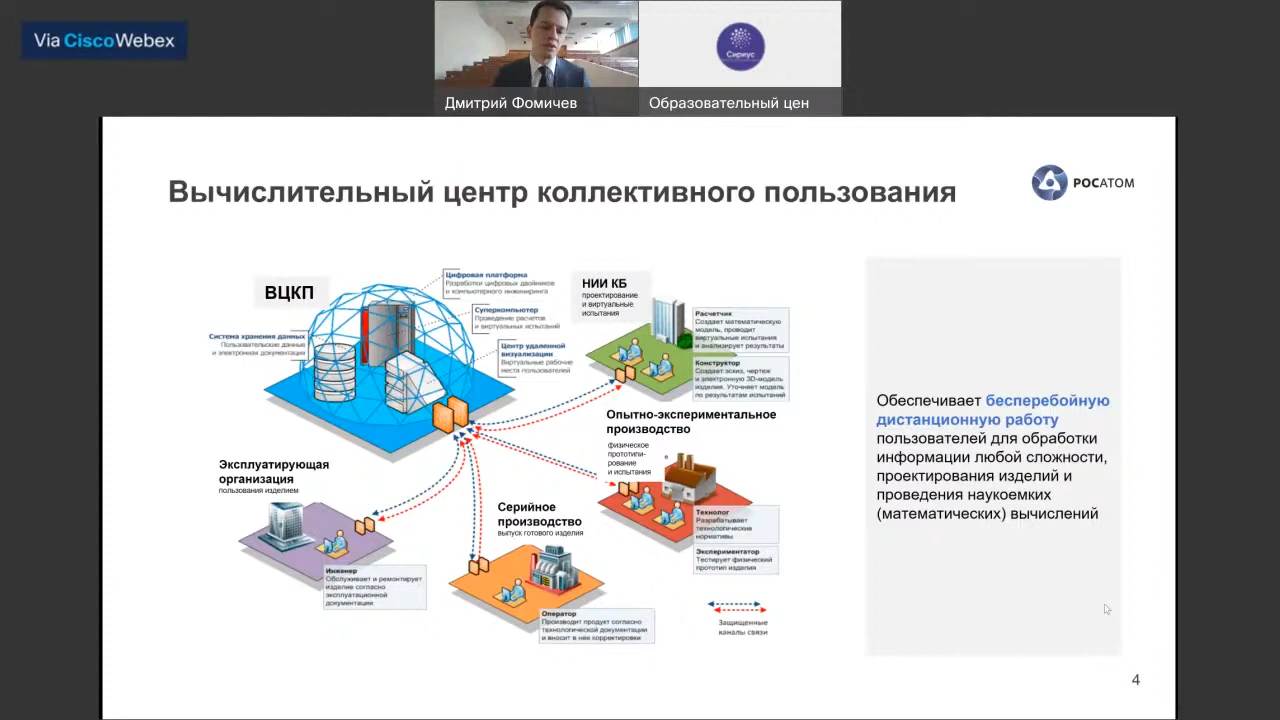 Via Cisco Webex
Дмитрий Фомичев
Образовательный цен
Сириус
Вычислительный центр коллективного пользования
РОСАТОМ
ВЦКП
Цифровая платформа
Разработки цифровых двойников
и компьютерного инжиниринга
Суперкомпьютер
Проведение расчетов
и виртуальных испытаний
Центр удаленной
визуализации
Виртуальные рабочие
места пользователей
Система хранения данных
Пользовательские данные
и электронная документация
НИИ КБ
проектирование
и виртуальные
испытания
Расчетчик
Создает математическую
модель, проводит
виртуальные испытания
и анализирует результаты
Конструктор
Создает эскиз, чертеж
и электронную 3D-модель
изделия. Уточняет модель
по результатам испытаний
Опытно-экспериментальное
производство
физическое
прототипи-
рование
и испытания
Технолог
Разрабатывает
технологические
нормативы
Экспериментатор
Тестирует физический
прототип изделия
Эксплуатирующая
организация
пользования изделием
Инженер
Обслуживает и ремонтирует
изделие согласно
эксплуатационной
документации
Серийное
производство
выпуск готового изделия
Оператор
Производит продукт согласно
технологической документации
и вносит в нее корректировки
Защищенные
каналы связи
Обеспечивает бесперебойную
дистанционную работу
пользователей для обработки
информации любой сложности,
проектирования изделий и
проведения наукоемких
(математических) вычислений
4